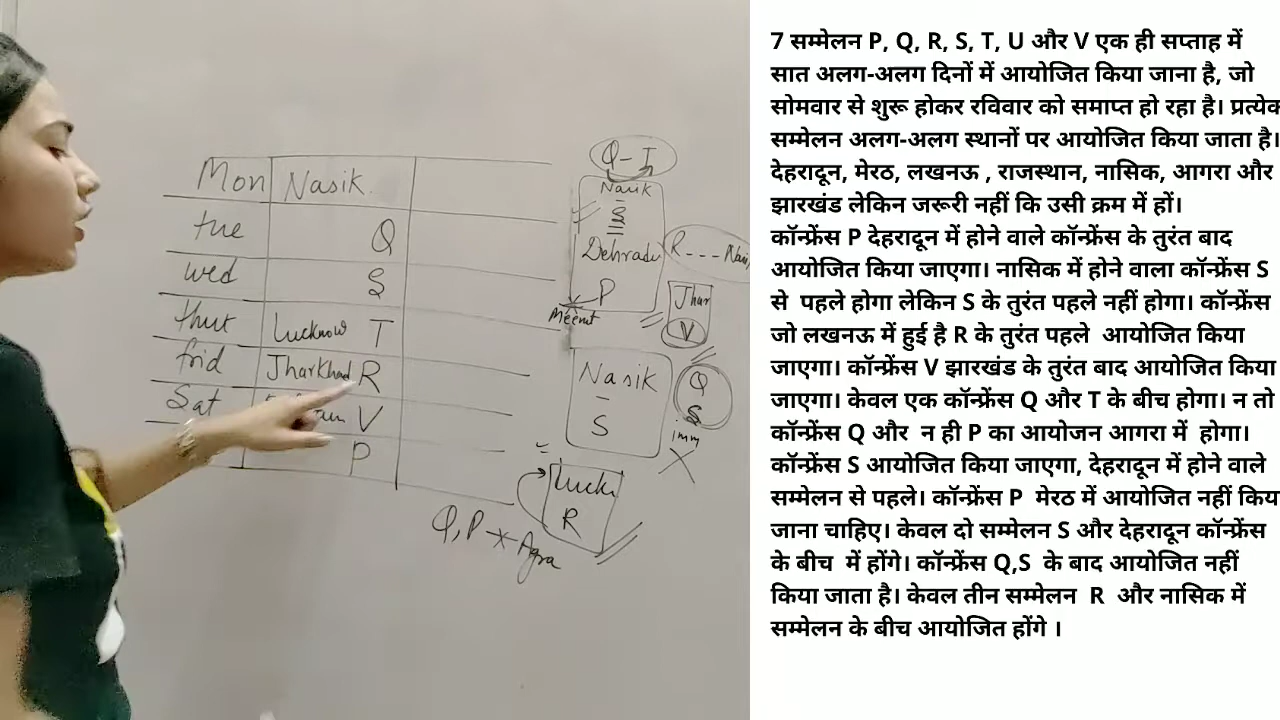 Mon Nasik
tue Q
wed S
thur Lucknow T
frid Jharkhand R
Sat V
P
Q - T
Nasik
S
Dehradu
P
Meerut
R - - - Nasi
Jhar
V
Nasik
S
Q
S
imm
Luck
R
Q, P Agra
7 सम्मेलन P, Q, R, S, T, U और V एक ही सप्ताह में
सात अलग-अलग दिनों में आयोजित किया जाना है, जो
सोमवार से शुरू होकर रविवार को समाप्त हो रहा है। प्रत्येक
सम्मेलन अलग-अलग स्थानों पर आयोजित किया जाता है।
देहरादून, मेरठ, लखनऊ , राजस्थान, नासिक, आगरा और
झारखंड लेकिन जरूरी नहीं कि उसी क्रम में हों।
कॉन्फ्रेंस P देहरादून में होने वाले कॉन्फ्रेंस के तुरंत बाद
आयोजित किया जाएगा। नासिक में होने वाला कॉन्फ्रेंस S
से पहले होगा लेकिन S के तुरंत पहले नहीं होगा। कॉन्फ्रेंस
जो लखनऊ में हुई है R के तुरंत पहले आयोजित किया
जाएगा। कॉन्फ्रेंस V झारखंड के तुरंत बाद आयोजित किया
जाएगा। केवल एक कॉन्फ्रेंस Q और T के बीच होगा। न तो
कॉन्फ्रेंस Q और न ही P का आयोजन आगरा में होगा।
कॉन्फ्रेंस S आयोजित किया जाएगा, देहरादून में होने वाले
सम्मेलन से पहले। कॉन्फ्रेंस P मेरठ में आयोजित नहीं किया
जाना चाहिए। केवल दो सम्मेलन S और देहरादून कॉन्फ्रेंस
के बीच में होंगे। कॉन्फ्रेंस Q,S के बाद आयोजित नहीं
किया जाता है। केवल तीन सम्मेलन R और नासिक में
सम्मेलन के बीच आयोजित होंगे ।